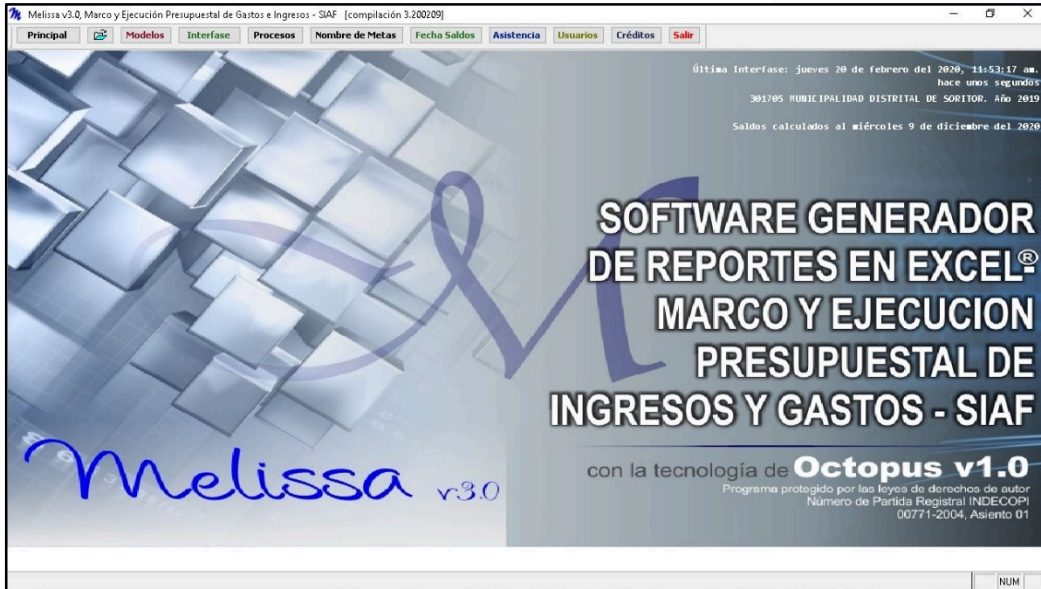 Melissa v3.0, Marco y Ejecución Presupuestal de Gastos e Ingresos - SIAF [compilación 3.200209]
Principal Modelos Interfase Procesos Nombre de Metas Fecha Saldos Asistencia Usuarios Créditos Salir
Última Interfase: jueves 20 de febrero del 2020, 11:53:17 am.
hace unos segundos
301705 MUNICIPALIDAD DISTRITAL DE SORITOR. Año 2019
Saldos calculados al miércoles 9 de diciembre del 2020
SOFTWARE GENERADOR
DE REPORTES EN EXCEL®
MARCO Y EJECUCION
PRESUPUESTAL DE
INGRESOS Y GASTOS - SIAF
Melissa v3.0
con la tecnología de Octopus v1.0
Programa protegido por las leyes de derechos de autor
Número de Partida Registral INDECOPI
00771-2004, Asiento 01
NUM